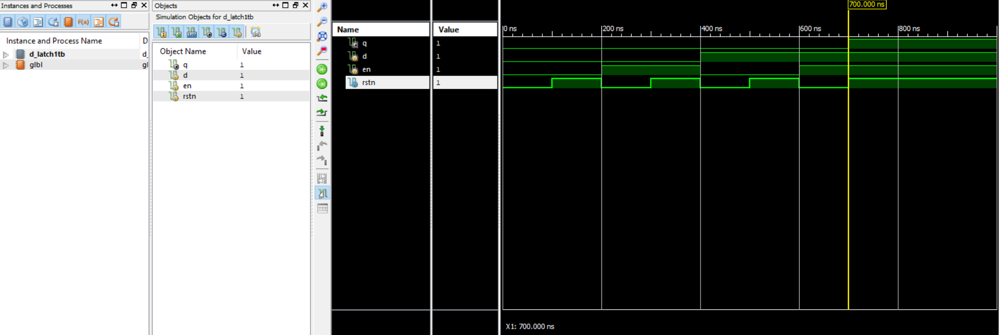 Instances and Processes
F(x)
Instance and Process Name D
d_latch1tb d_
glbl gl
Objects
Simulation Objects for d_latch1tb
Object Name Value
q 1
d 1
en 1
rstn 1
Name Value
q 1
d 1
en 1
rstn 1
700.000 ns
0 ns 200 ns 400 ns 600 ns 800 ns
X1: 700.000 ns